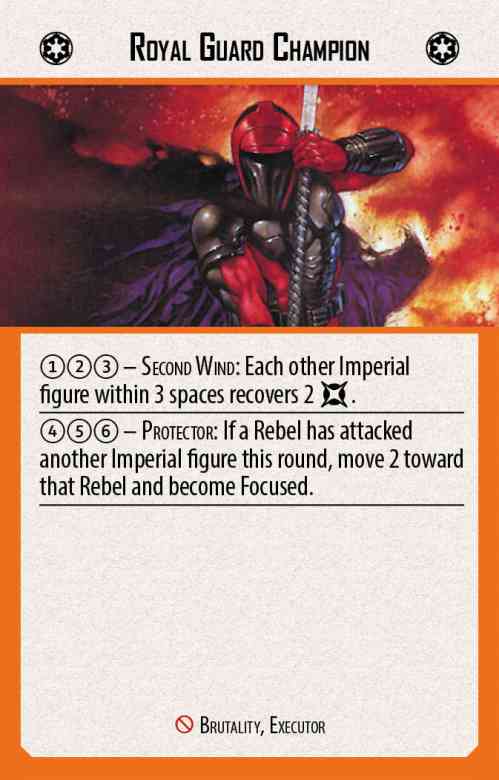 Royal Guard Champion
①②③ – Second Wind: Each other Imperial
figure within 3 spaces recovers 2 .
④⑤⑥ – Protector: If a Rebel has attacked
another Imperial figure this round, move 2 toward
that Rebel and become Focused.
Brutality, Executor